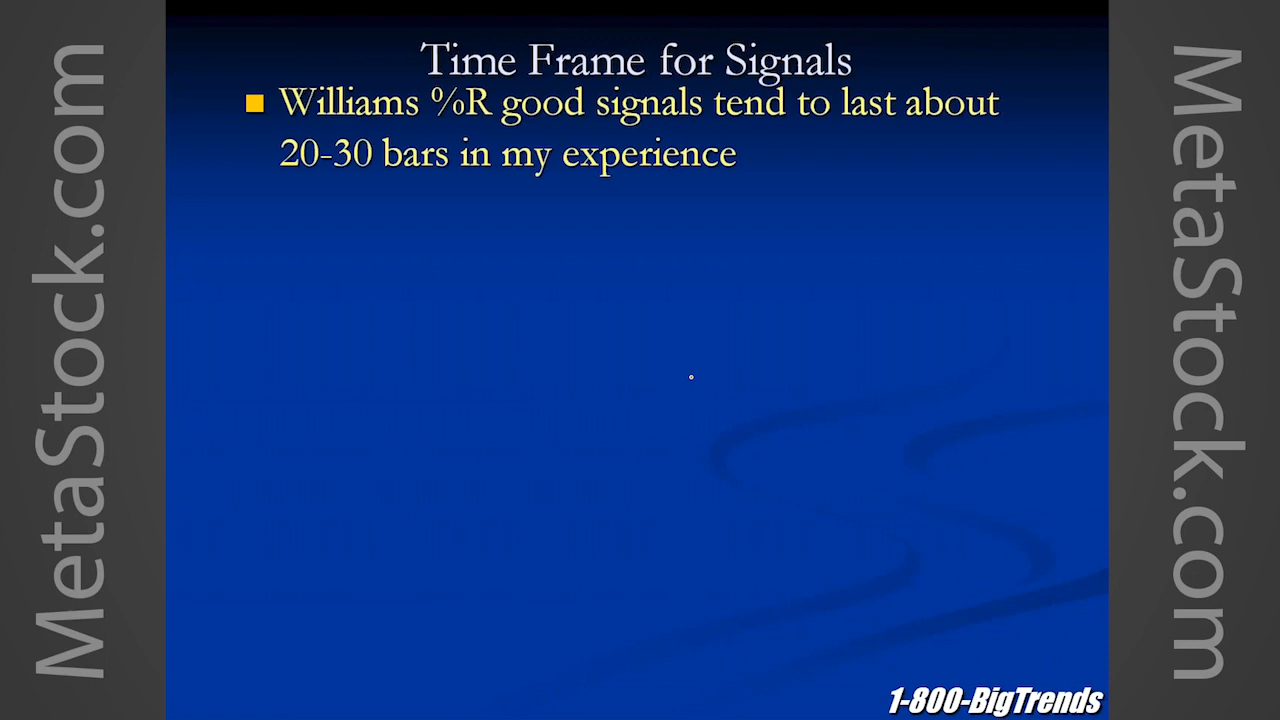 MetaStock.com
Time Frame for Signals
Williams %R good signals tend to last about
20-30 bars in my experience
1-800-BigTrends
MetaStock.com